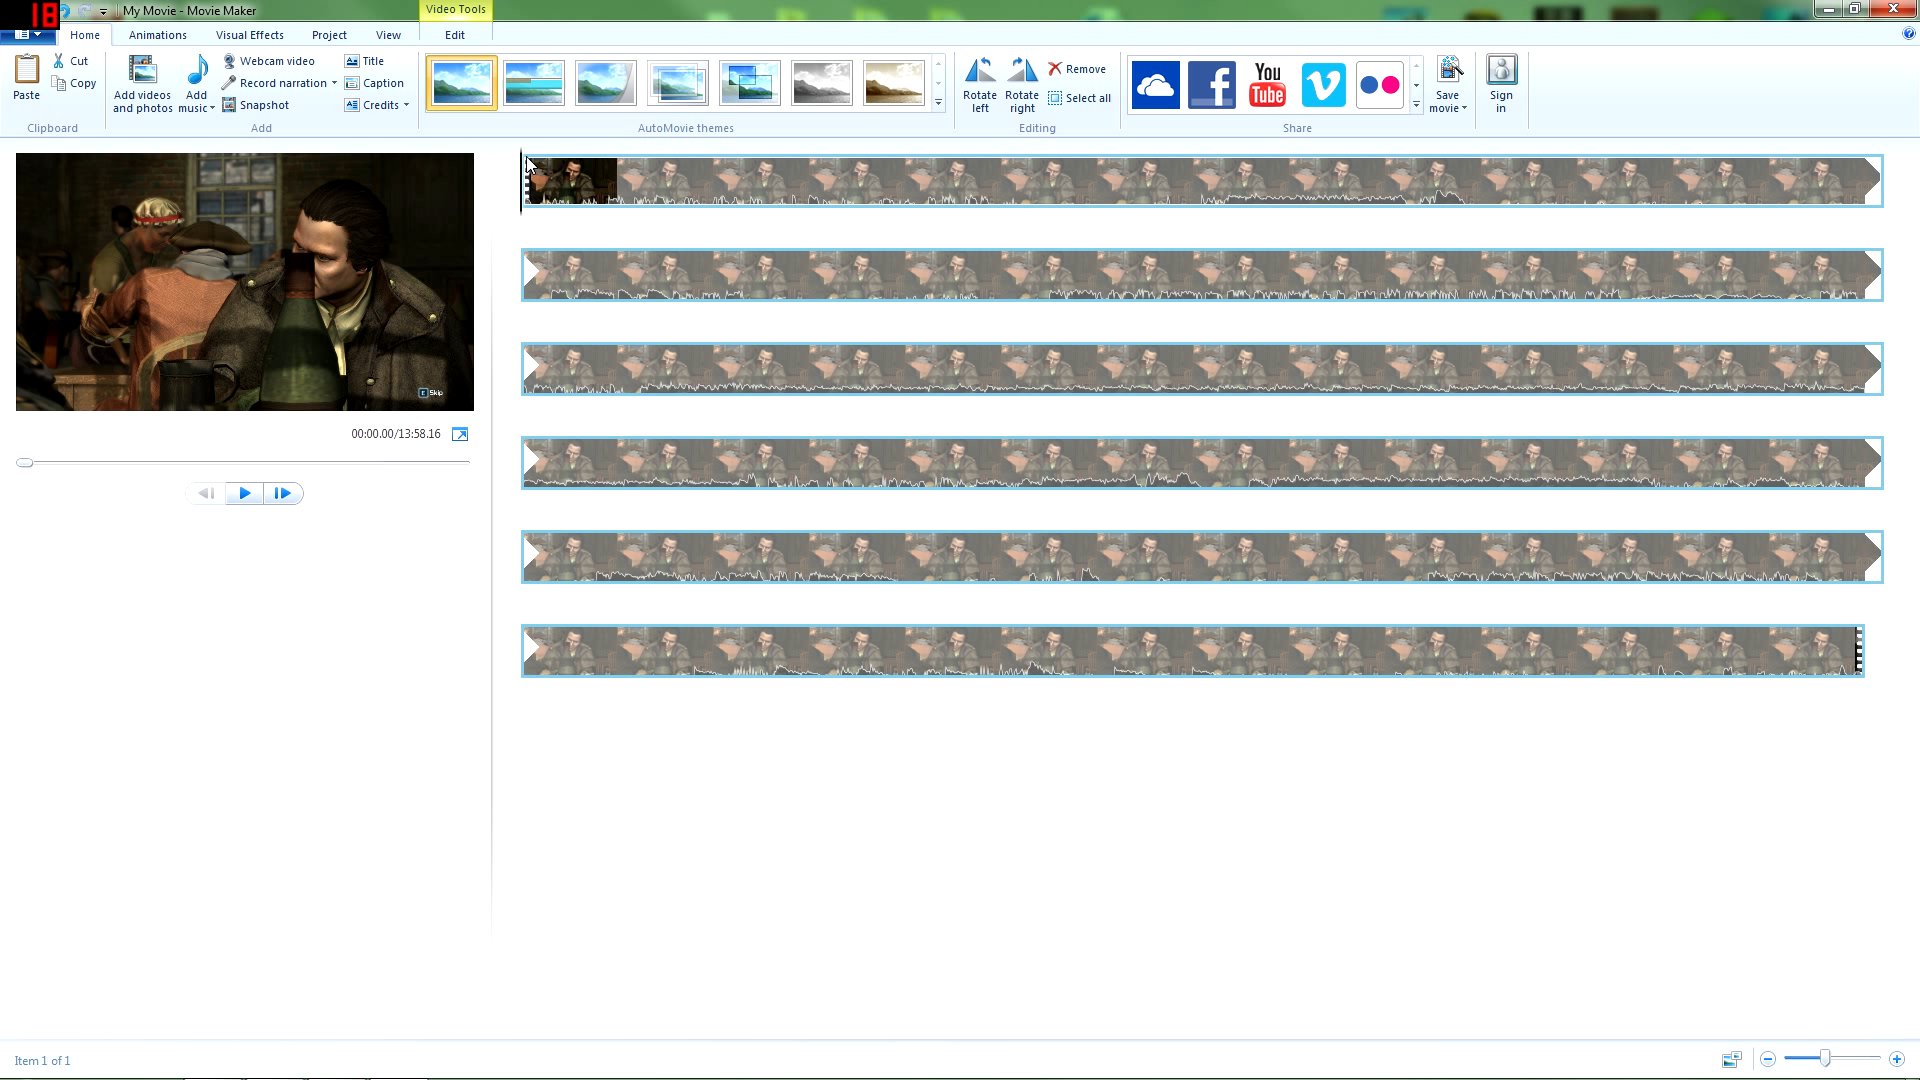 18
My Movie - Movie Maker
Video Tools
Home
Animations
Visual Effects
Project
View
Edit
Paste
Cut
Copy
Clipboard
Add videos
and photos
Add
music
Webcam video
Record narration
Snapshot
Title
Caption
Credits
Add
AutoMovie themes
Rotate
left
Rotate
right
Remove
Select all
Editing
You
Tube
Share
Save
movie
Sign
in
E Skip
00:00.00/13:58.16
Item 1 of 1